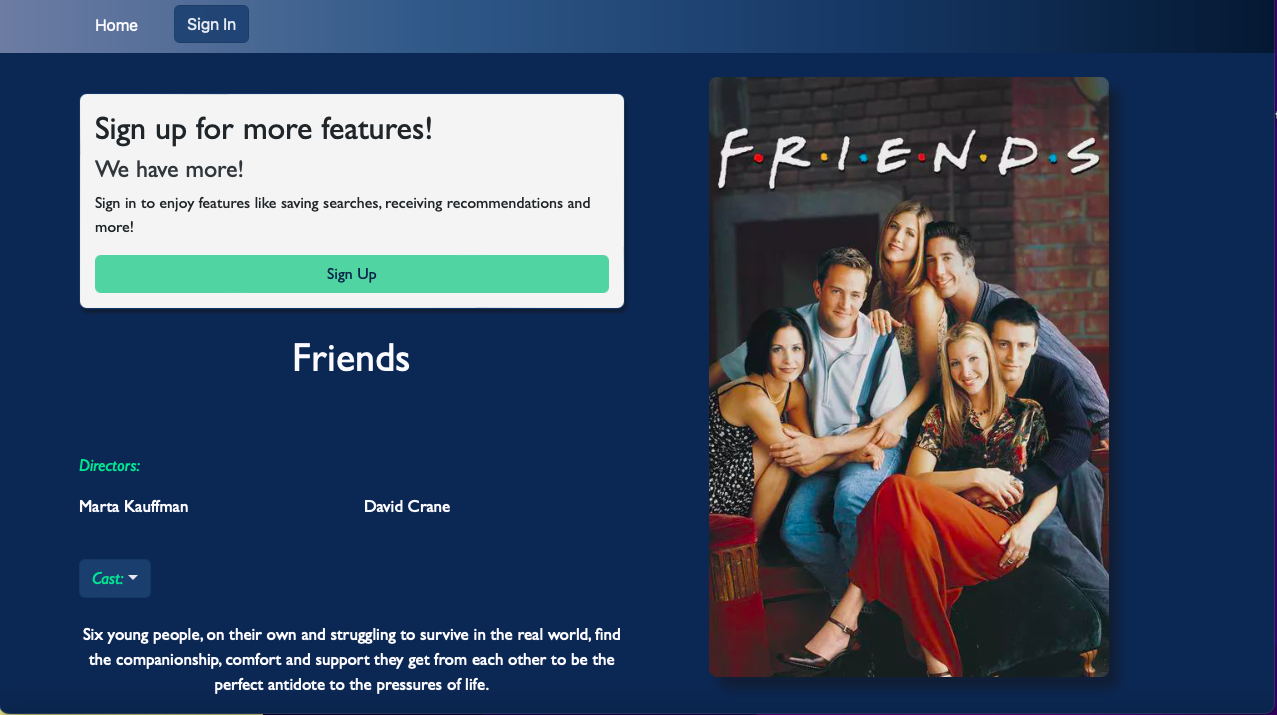 Home
Sign In
Sign up for more features!
We have more!
Sign in to enjoy features like saving searches, receiving recommendations and
more!
Sign Up
Friends
Directors:
Marta Kauffman
David Crane
Cast:
Six young people, on their own and struggling to survive in the real world, find
the companionship, comfort and support they get from each other to be the
perfect antidote to the pressures of life.
F·R·I·E·N·D·S